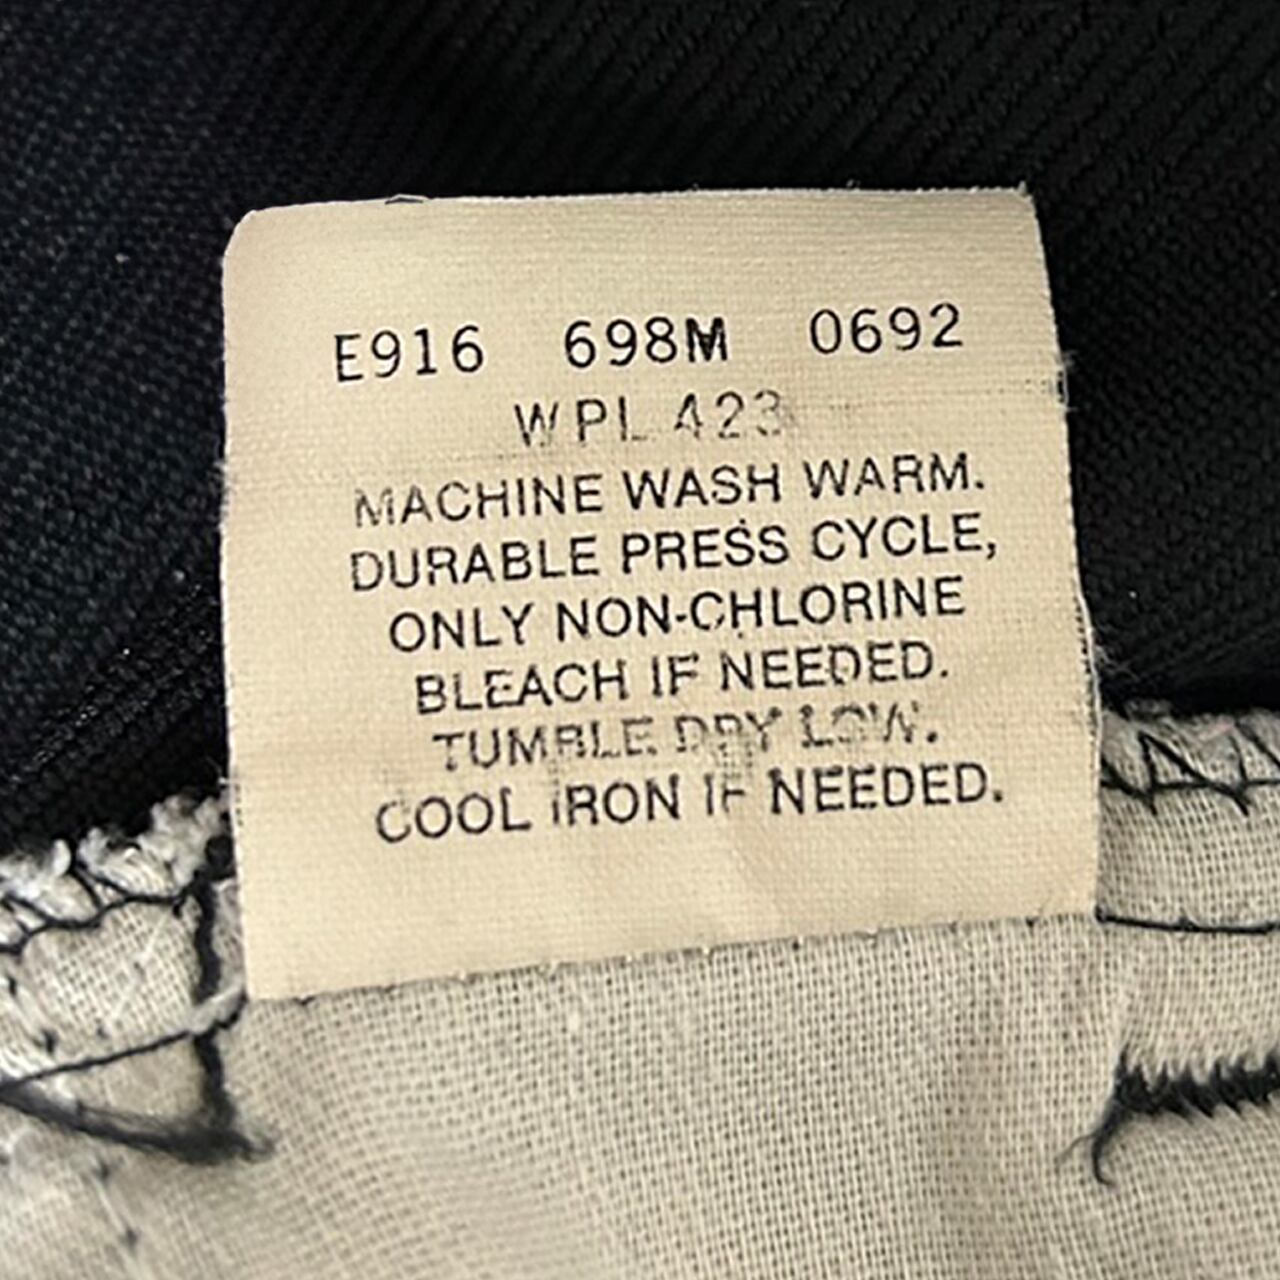 E916 698M 0692
WPL 423
MACHINE WASH WARM.
DURABLE PRESS CYCLE,
ONLY NON-CHLORINE
BLEACH IF NEEDED.
TUMBLE DRY LOW.
COOL IRON IF NEEDED.